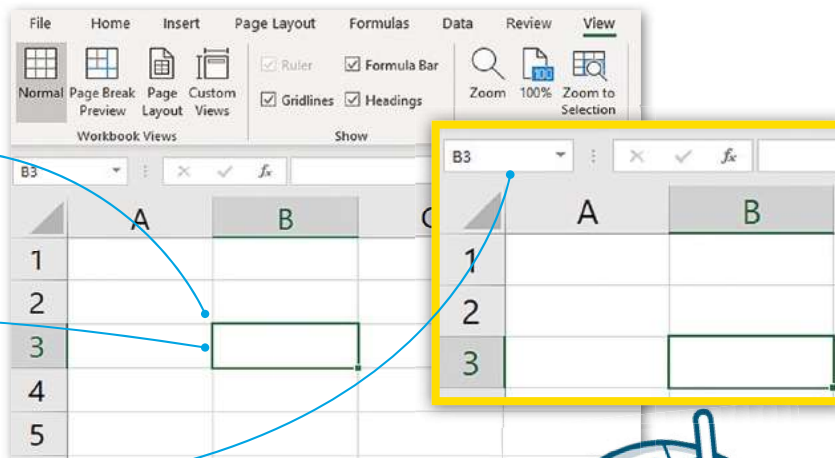 File Home Insert Page Layout Formulas Data Review View
Ruler Formula Bar
Normal Page Break Page Custom Zoom 100% Zoom to
Preview Layout Views Gridlines Headings Selection
Workbook Views Show
B3 fx
A B
1
2
3
4
5
B3 fx
A B
1
2
3